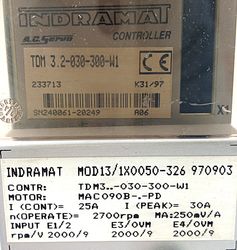 INDRAMAT
A.C. Servo CONTROLLER
TDM 3.2-030-300-W1
233713 K31/97
SN240061-20249 A06
INDRAMAT MOD13/1X0050-326 970903
CONTR: TDM3..-030-300-W1
MOTOR: MAC090B-.-PD
I (CONT)= 25A I (PEAK)= 30A
n(OPERATE)= 2700rpm MA:250mV/A
INPUT E1/2 E3/OVM E4/OVM
rpm/V 2000/9 2000/9 2000/9